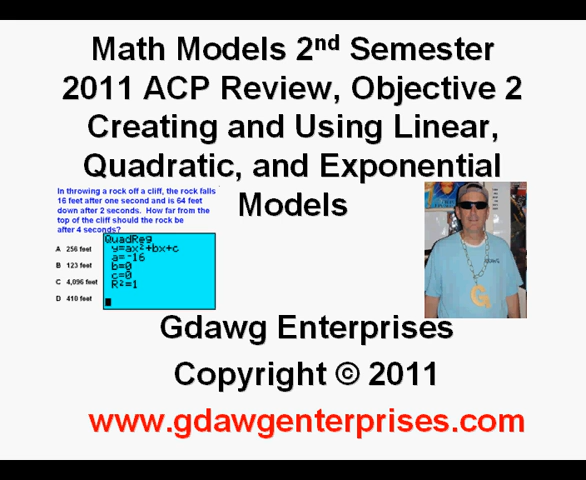 Math Models 2nd Semester
2011 ACP Review, Objective 2
Creating and Using Linear,
Quadratic, and Exponential
Models
In throwing a rock off a cliff, the rock falls
16 feet after one second and is 64 feet
down after 2 seconds. How far from the
top of the cliff should the rock be
after 4 seconds?
A 256 feet
B 123 feet
C 4,096 feet
D 410 feet
QuadReg
y=ax²+bx+c
a=-16
b=0
c=0
R²=1
G
Gdawg Enterprises
Copyright © 2011
www.gdawgenterprises.com